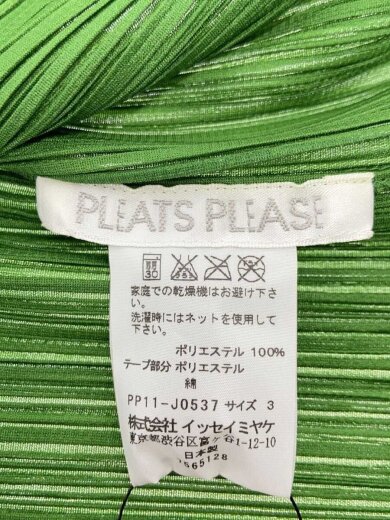 PLEATS PLEASE
30
家庭での乾燥機はお避け下さ
い。
洗濯時にはネットを使用して
下さい。
ポリエステル 100%
テープ部分 ポリエステル
綿
PP11-J0537 サイズ 3
株式会社 イッセイミヤケ
東京都渋谷区富ヶ谷1-12-10
日本製
565128